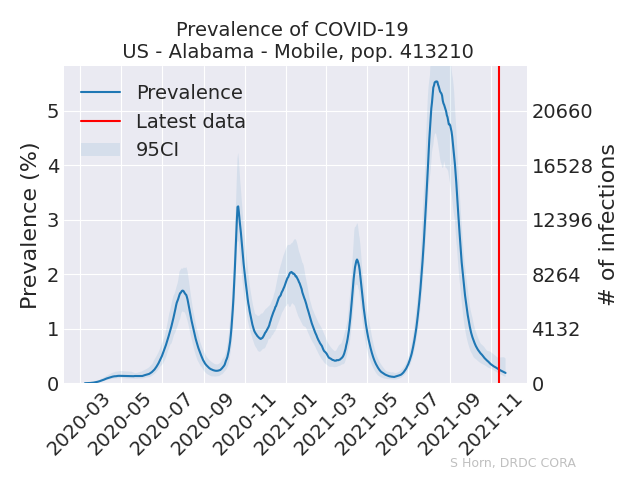 Prevalence of COVID-19
US - Alabama - Mobile, pop. 413210
Prevalence
Latest data
95CI
Prevalence (%)
5
4
3
2
1
0
20660
16528
12396
8264
4132
0
# of infections
2020-03
2020-05
2020-07
2020-09
2020-11
2021-01
2021-03
2021-05
2021-07
2021-09
2021-11
S Horn, DRDC CORA